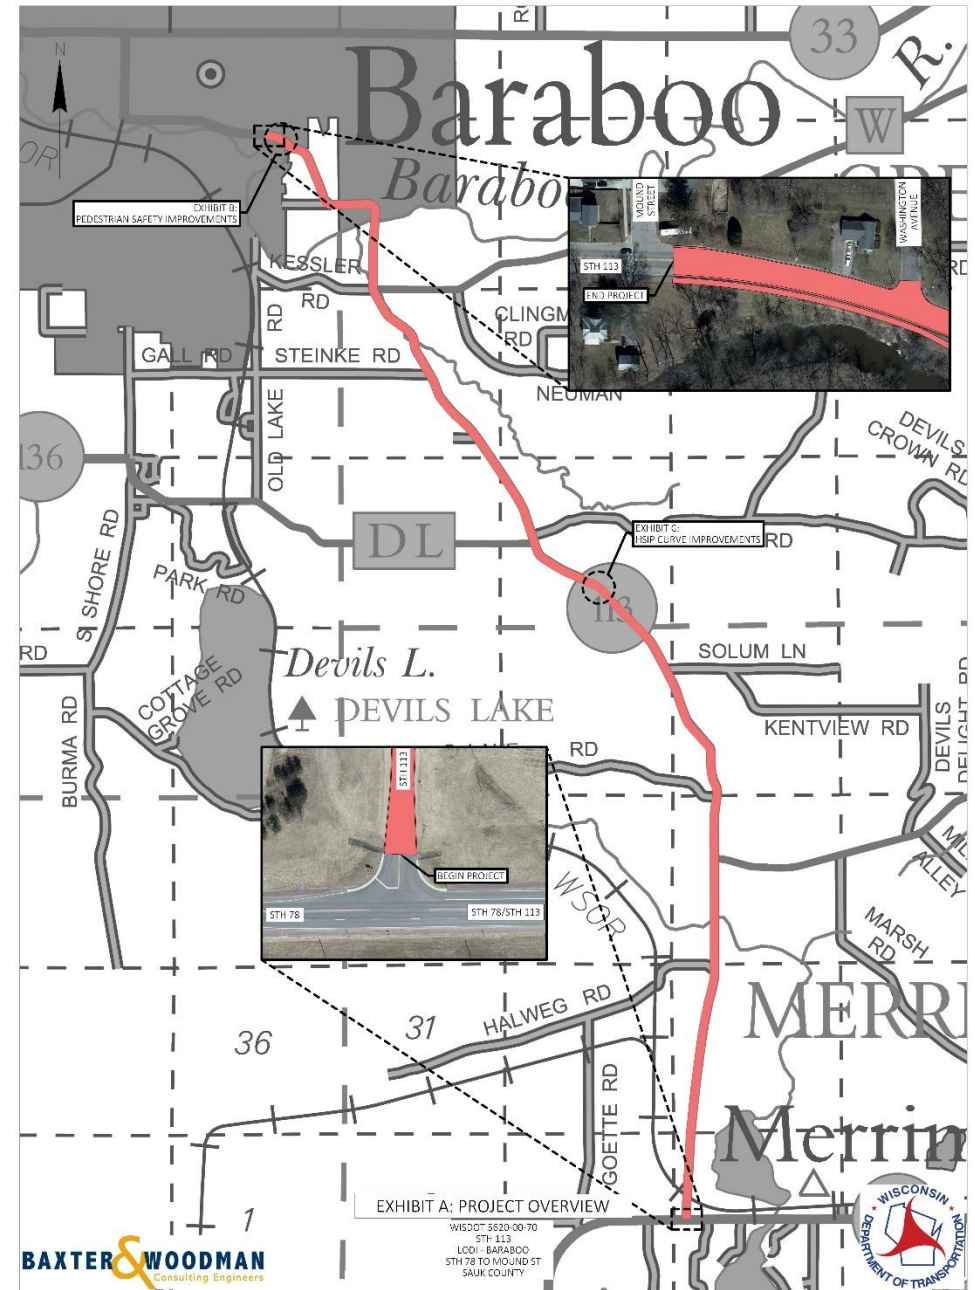 33
N
Baraboo
R.
W
EXHIBIT B:
PEDESTRIAN SAFETY IMPROVEMENTS
MOUND
STREET
WASHINGTON
AVENUE
STH 113
END PROJECT
KESSLER
RD
CLINGM
RD
RD
GALL RD
STEINKE RD
NEUMAN
OLD LAKE
136
DEVILS
CROWN RD
DL
EXHIBIT C:
HSIP CURVE IMPROVEMENTS
RD
S. SHORE RD
PARK RD
113
RD
Devils L.
SOLUM LN
COTTAGE
GROVE RD
DEVILS LAKE
KENTVIEW RD
BURMA RD
RD
DEVILS
DELIGHT RD
STH 113
BEGIN PROJECT
STH 78
STH 78/STH 113
WSOR
ALLEY
MARSH
RD
36
31
HALWEG RD
MERRI
GOETTE RD
Merrim
1
EXHIBIT A: PROJECT OVERVIEW
WISDOT 5620-00-70
STH 113
LODI - BARABOO
STH 78 TO MOUND ST
SAUK COUNTY
BAXTER & WOODMAN
Consulting Engineers
WISCONSIN
DEPARTMENT OF TRANSPORTATION